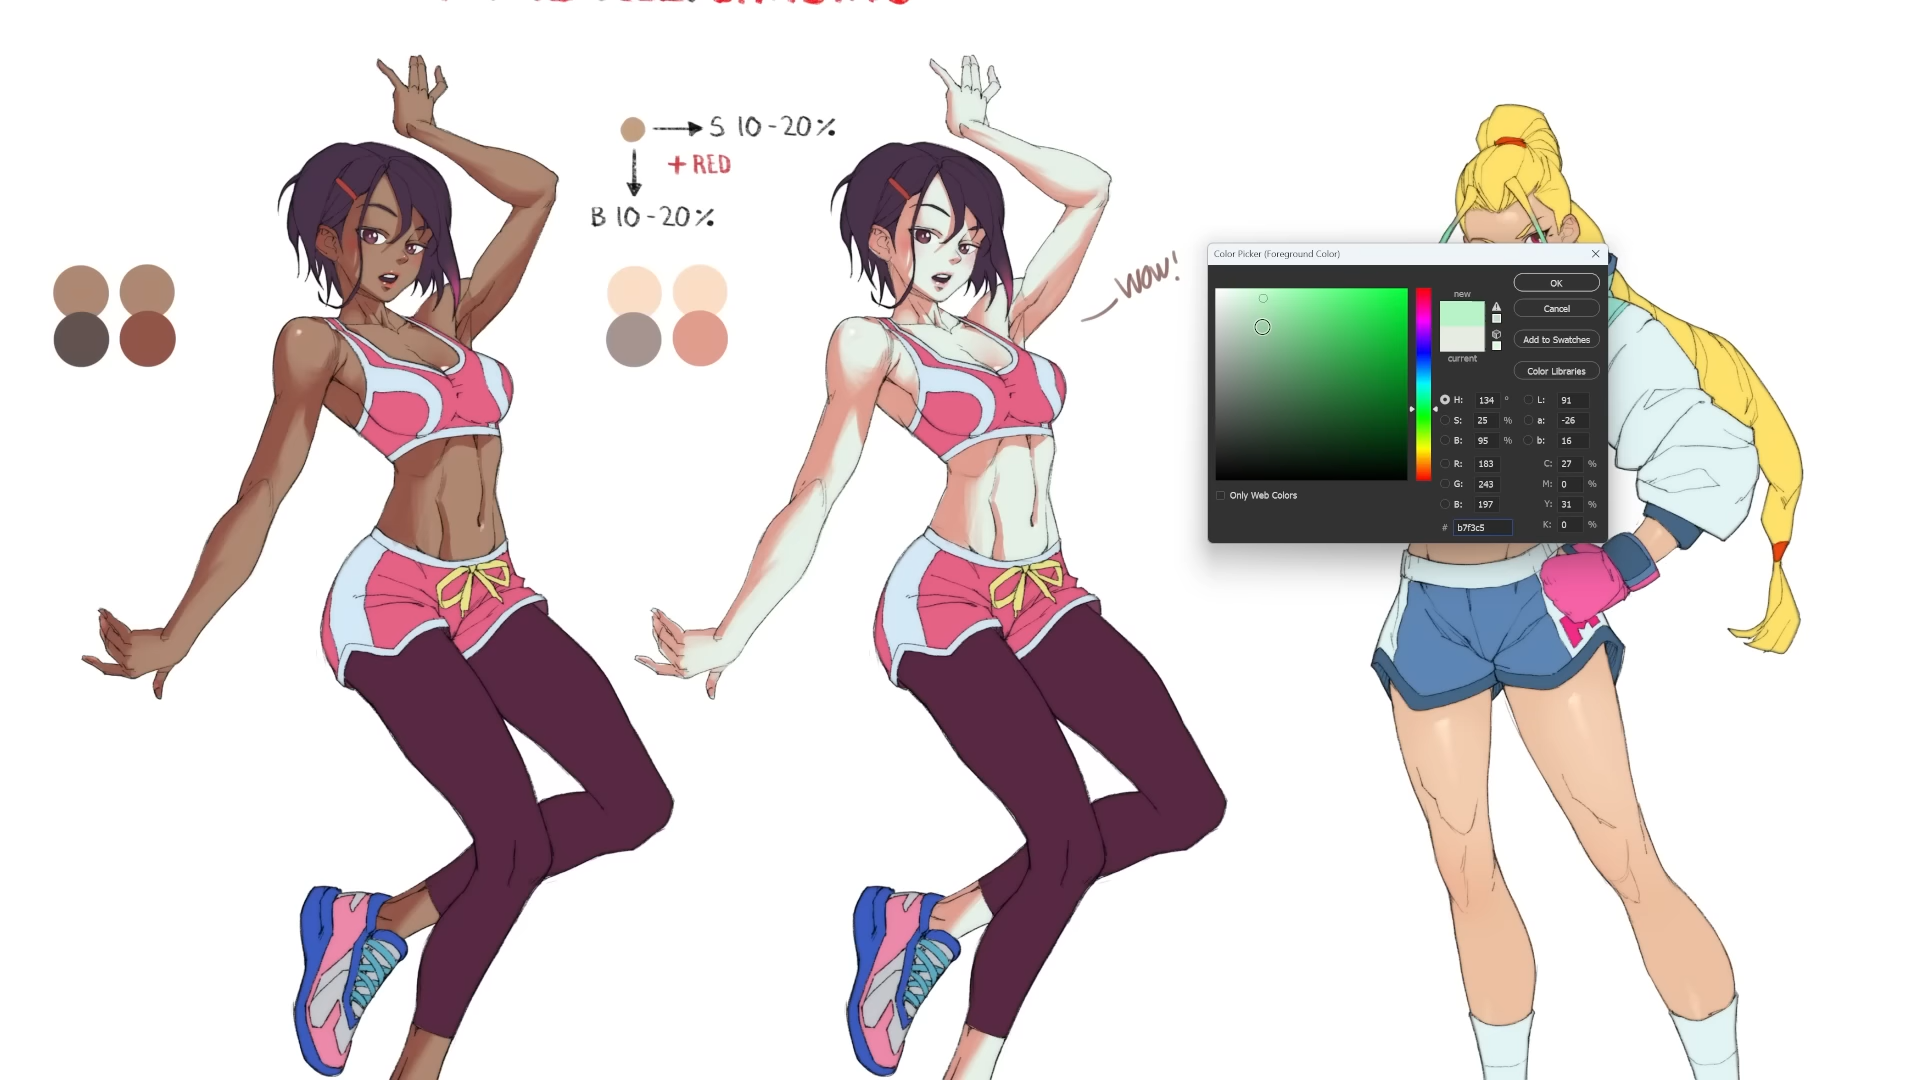 S 10-20%
+ RED
B 10-20%
WOW!
Color Picker (Foreground Color)
new
current
OK
Cancel
Add to Swatches
Color Libraries
H: 134 °
S: 25 %
B: 95 %
R: 183
G: 243
B: 197
# b7f3c5
L: 91
a: -26
b: 16
C: 27 %
M: 0 %
Y: 31 %
K: 0 %
Only Web Colors